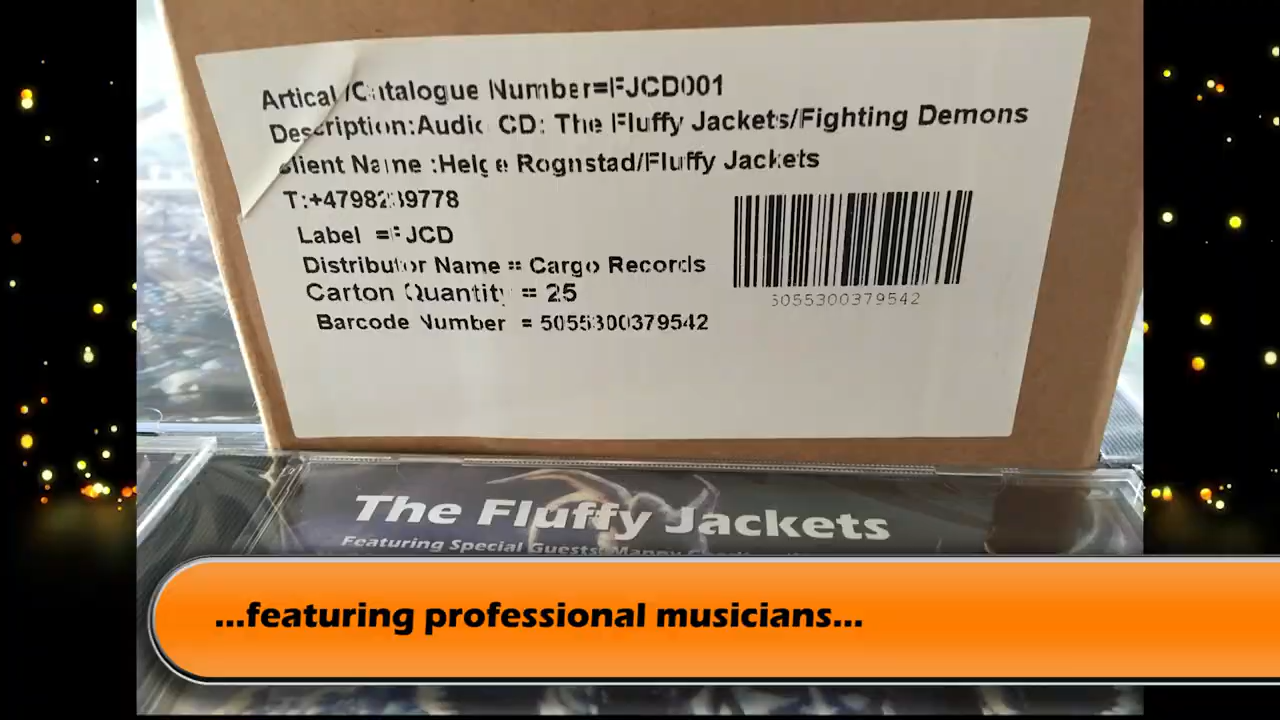 Artical /Catalogue Number=FJCD001
Description:Audio CD: The Fluffy Jackets/Fighting Demons
Client Name :Helge Rognstad/Fluffy Jackets
T:+4798239778
Label =FJCD
Distributor Name = Cargo Records
Carton Quantity = 25
Barcode Number = 5055300379542
5055300379542
The Fluffy Jackets
Featuring Special Guests: Manny
...featuring professional musicians...